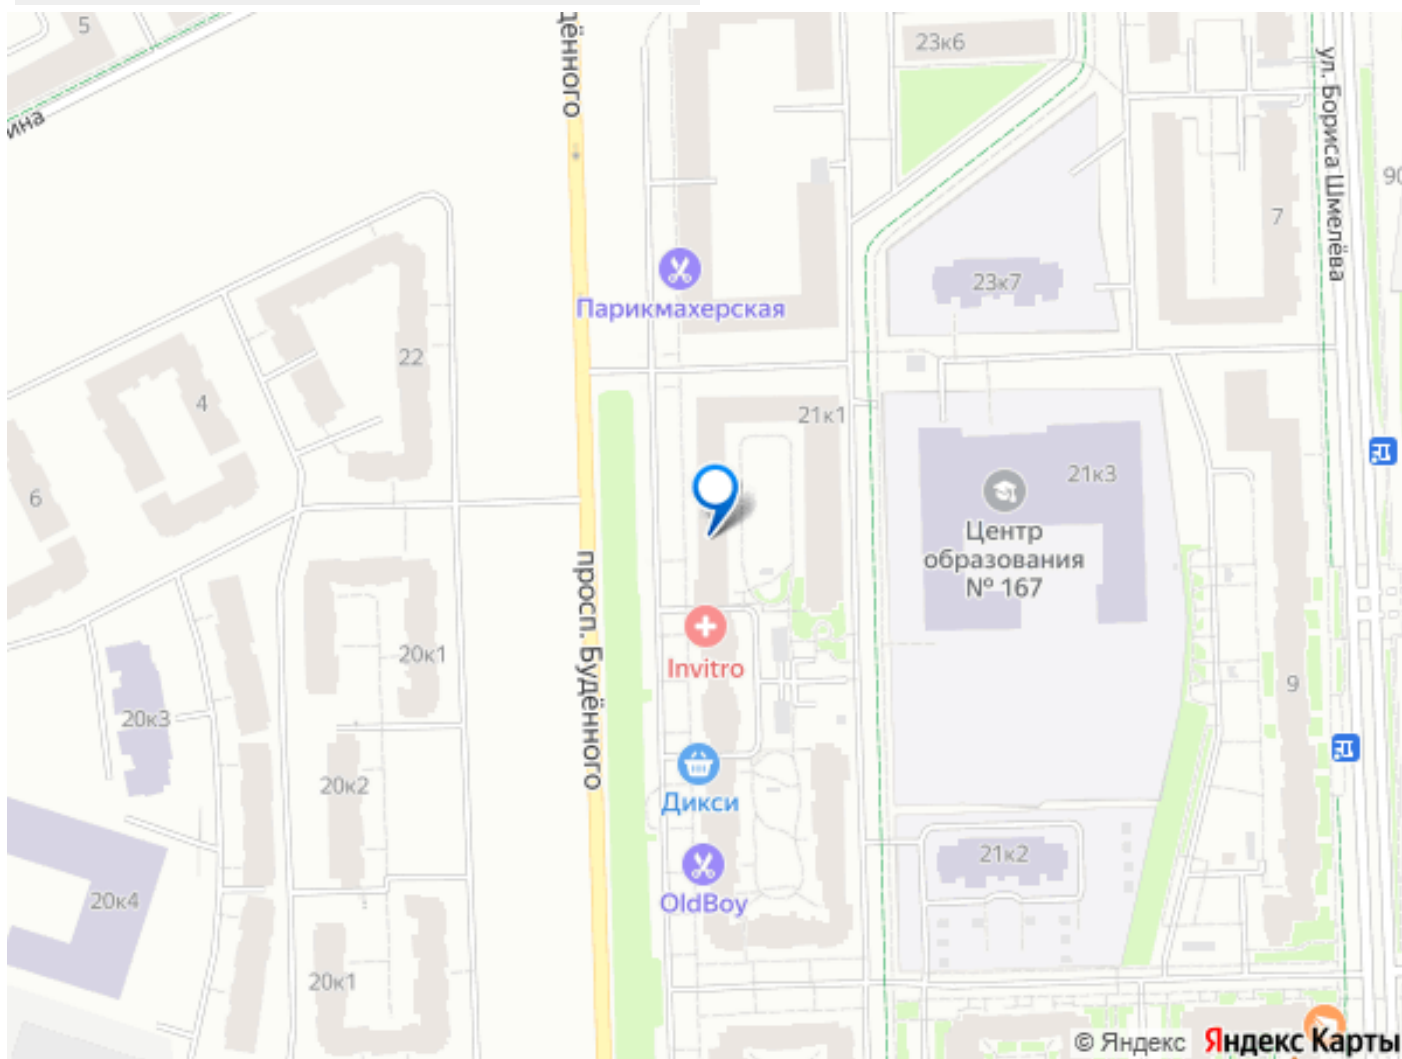 5
дённого
23к6
ина
ул. Бориса Шмелёва
90
7
23к7
Парикмахерская
22
4
21к1
6
21к3
Центр
образования
№ 167
просп. Будённого
20к1
Invitro
9
20к3
20к2
Дикси
21к2
20к4
OldBoy
20к1
© Яндекс Яндекс Карты